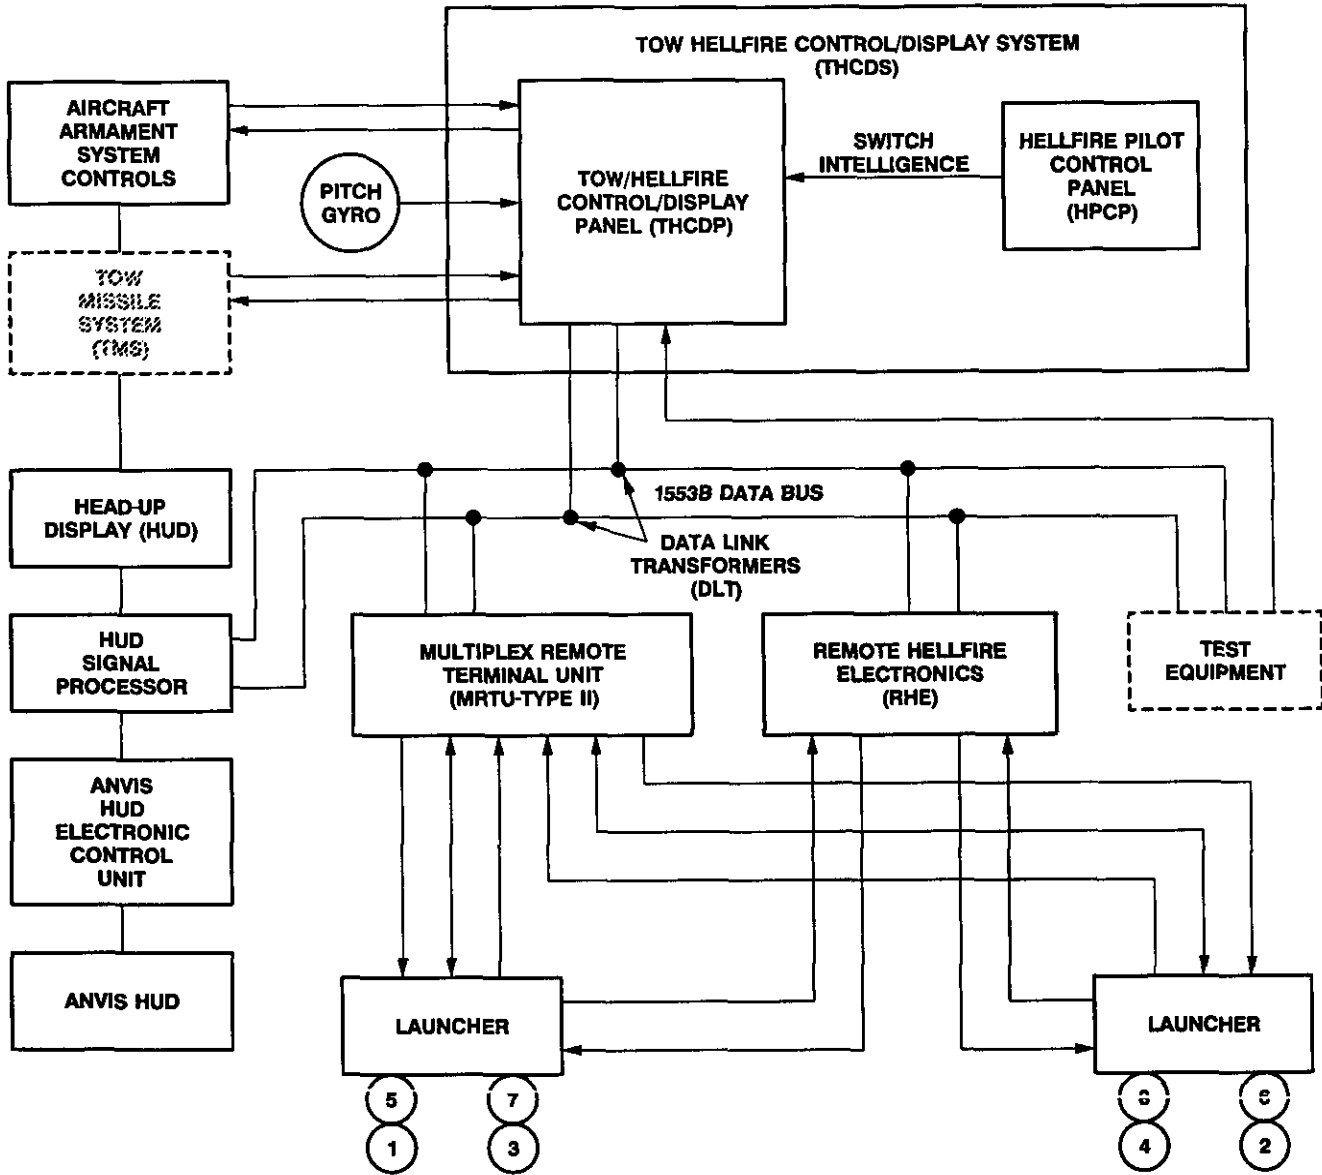 TOW HELLFIRE CONTROL/DISPLAY SYSTEM
(THCDS)
AIRCRAFT
ARMAMENT
SYSTEM
CONTROLS
PITCH
GYRO
TOW/HELLFIRE
CONTROL/DISPLAY
PANEL (THCDP)
SWITCH
INTELLIGENCE
HELLFIRE PILOT
CONTROL
PANEL
(HPCP)
TOW
MISSILE
SYSTEM
(TMS)
HEAD-UP
DISPLAY (HUD)
1553B DATA BUS
DATA LINK
TRANSFORMERS
(DLT)
HUD
SIGNAL
PROCESSOR
MULTIPLEX REMOTE
TERMINAL UNIT
(MRTU-TYPE II)
REMOTE HELLFIRE
ELECTRONICS
(RHE)
TEST
EQUIPMENT
ANVIS
HUD
ELECTRONIC
CONTROL
UNIT
ANVIS HUD
LAUNCHER
LAUNCHER
5
7
1
3
4
2